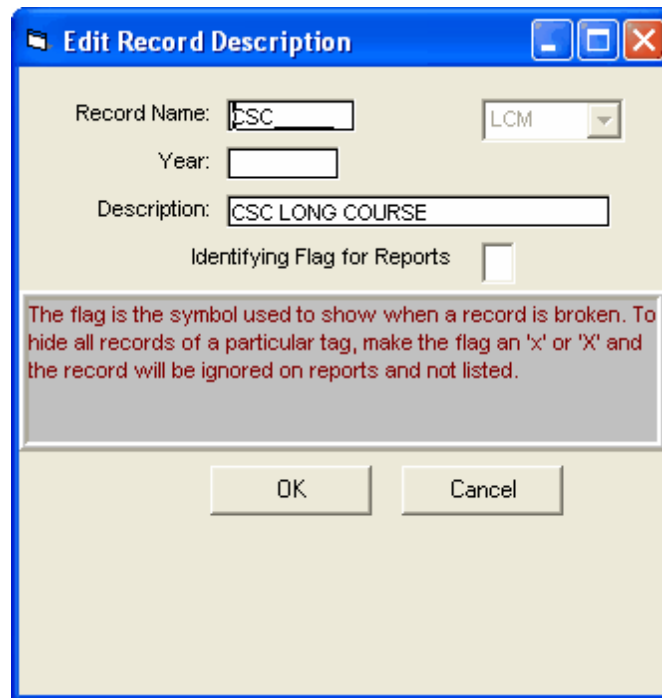 Edit Record Description
Record Name: CSC______ LCM
Year:
Description: CSC LONG COURSE
Identifying Flag for Reports
The flag is the symbol used to show when a record is broken. To
hide all records of a particular tag, make the flag an 'x' or 'X' and
the record will be ignored on reports and not listed.
OK Cancel